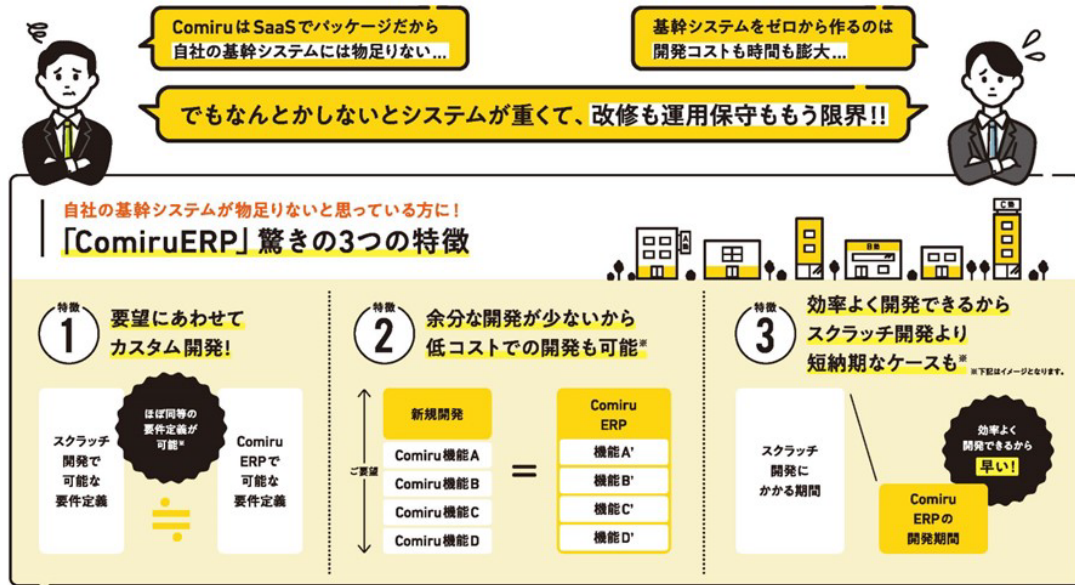 ComiruはSaaSでパッケージだから
自社の基幹システムには物足りない…
基幹システムをゼロから作るのは
開発コストも時間も膨大…
でもなんとかしないとシステムが重くて、改修も運用保守ももう限界!!
自社の基幹システムが物足りないと思っている方に!
「ComiruERP」驚きの3つの特徴
A塾
B塾
C塾
特徴
1
要望にあわせて
カスタム開発!
スクラッチ
開発で
可能な
要件定義
ほぼ同等の
要件定義が
可能※
≒
Comiru
ERPで
可能な
要件定義
特徴
2
余分な開発が少ないから
低コストでの開発も可能※
ご要望
新規開発
Comiru機能A
Comiru機能B
Comiru機能C
Comiru機能D
=
Comiru
ERP
機能A'
機能B'
機能C'
機能D'
特徴
3
効率よく開発できるから
スクラッチ開発より
短納期なケースも※
※下記はイメージとなります。
スクラッチ
開発に
かかる期間
効率よく
開発できるから
早い!
Comiru
ERPの
開発期間